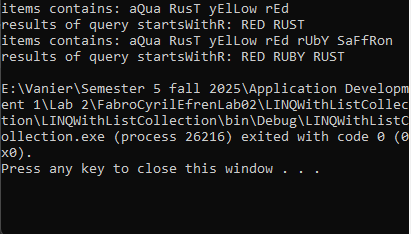 items contains: aQua RusT yElLow rEd
results of query startsWithR: RED RUST
items contains: aQua RusT yElLow rEd rUbY SaFfRon
results of query startsWithR: RED RUBY RUST
E:\Vanier\Semester 5 fall 2025\Application Developm
ent 1\Lab 2\FabroCyrilEfrenLab02\LINQWithListCollec
tion\LINQWithListCollection\bin\Debug\LINQWithListC
ollection.exe (process 26216) exited with code 0 (0
x0).
Press any key to close this window . . .